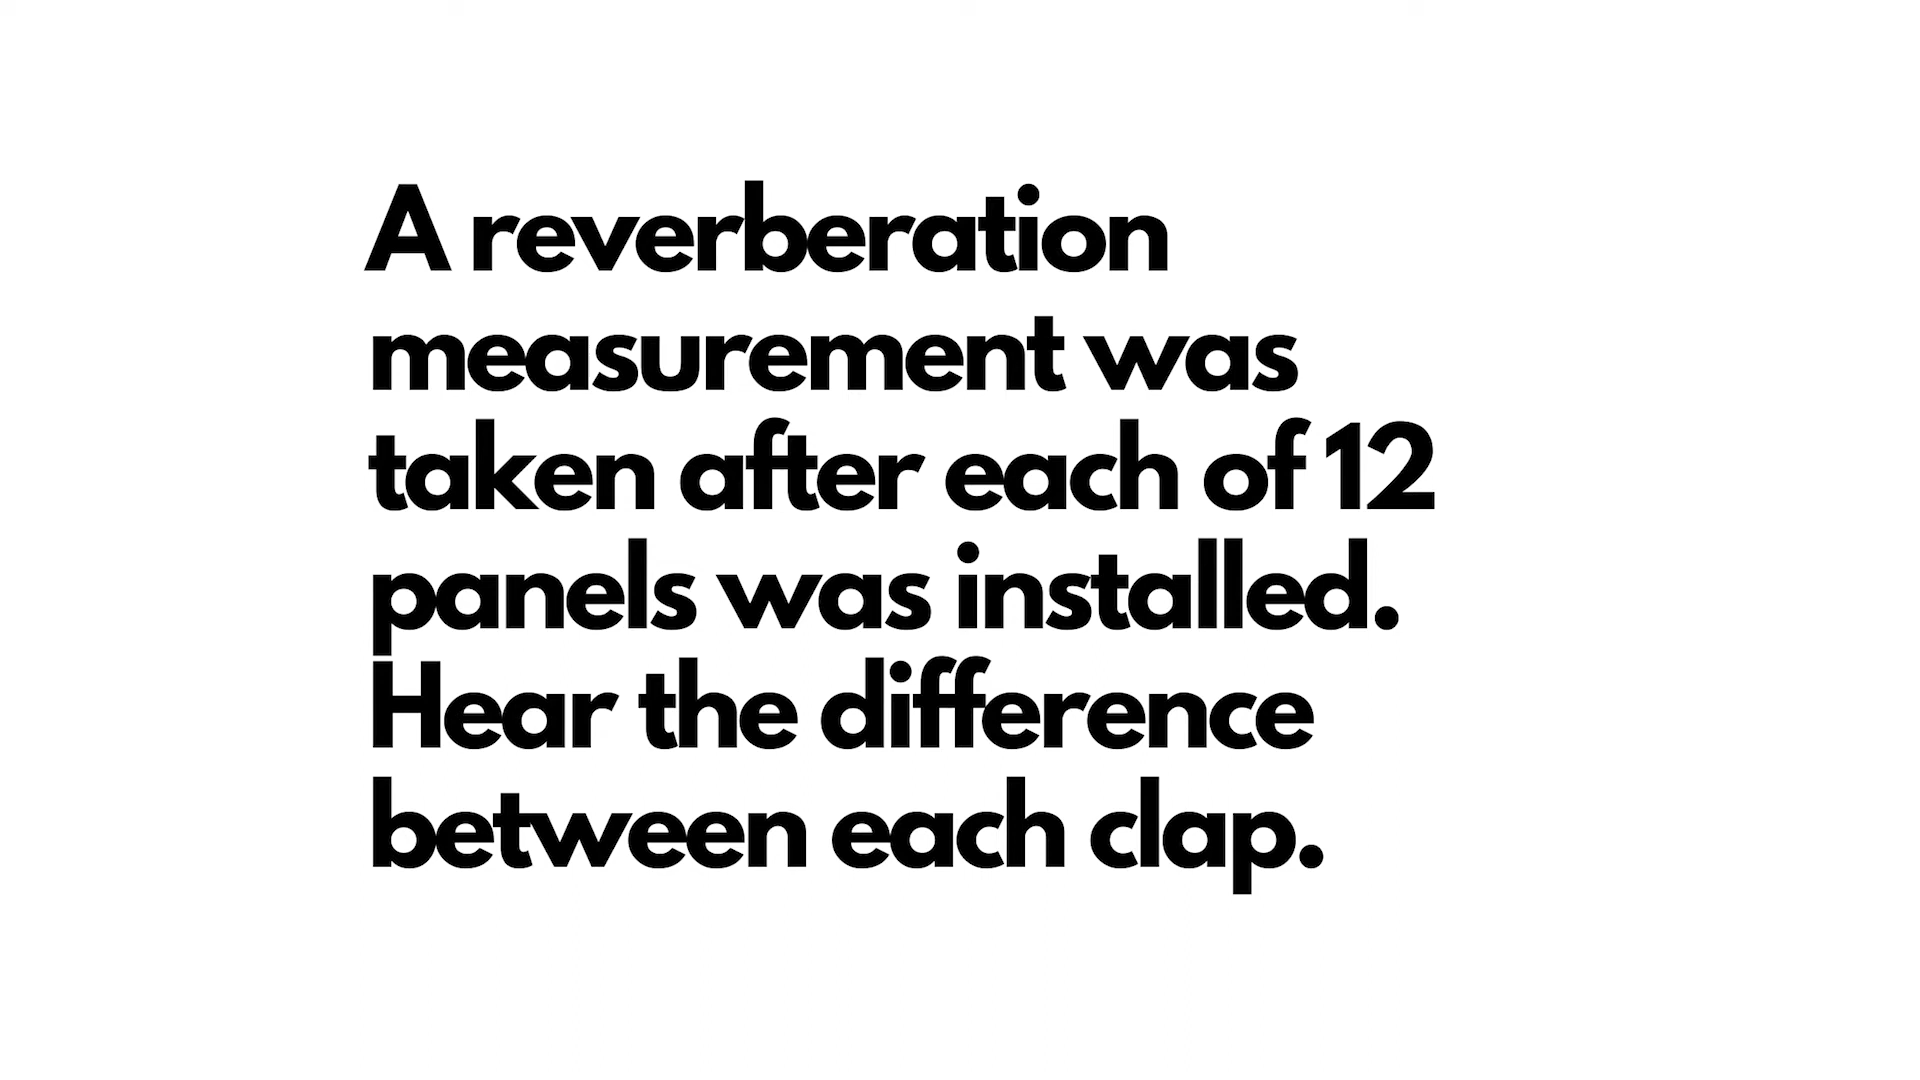 A reverberation
measurement was
taken after each of 12
panels was installed.
Hear the difference
between each clap.